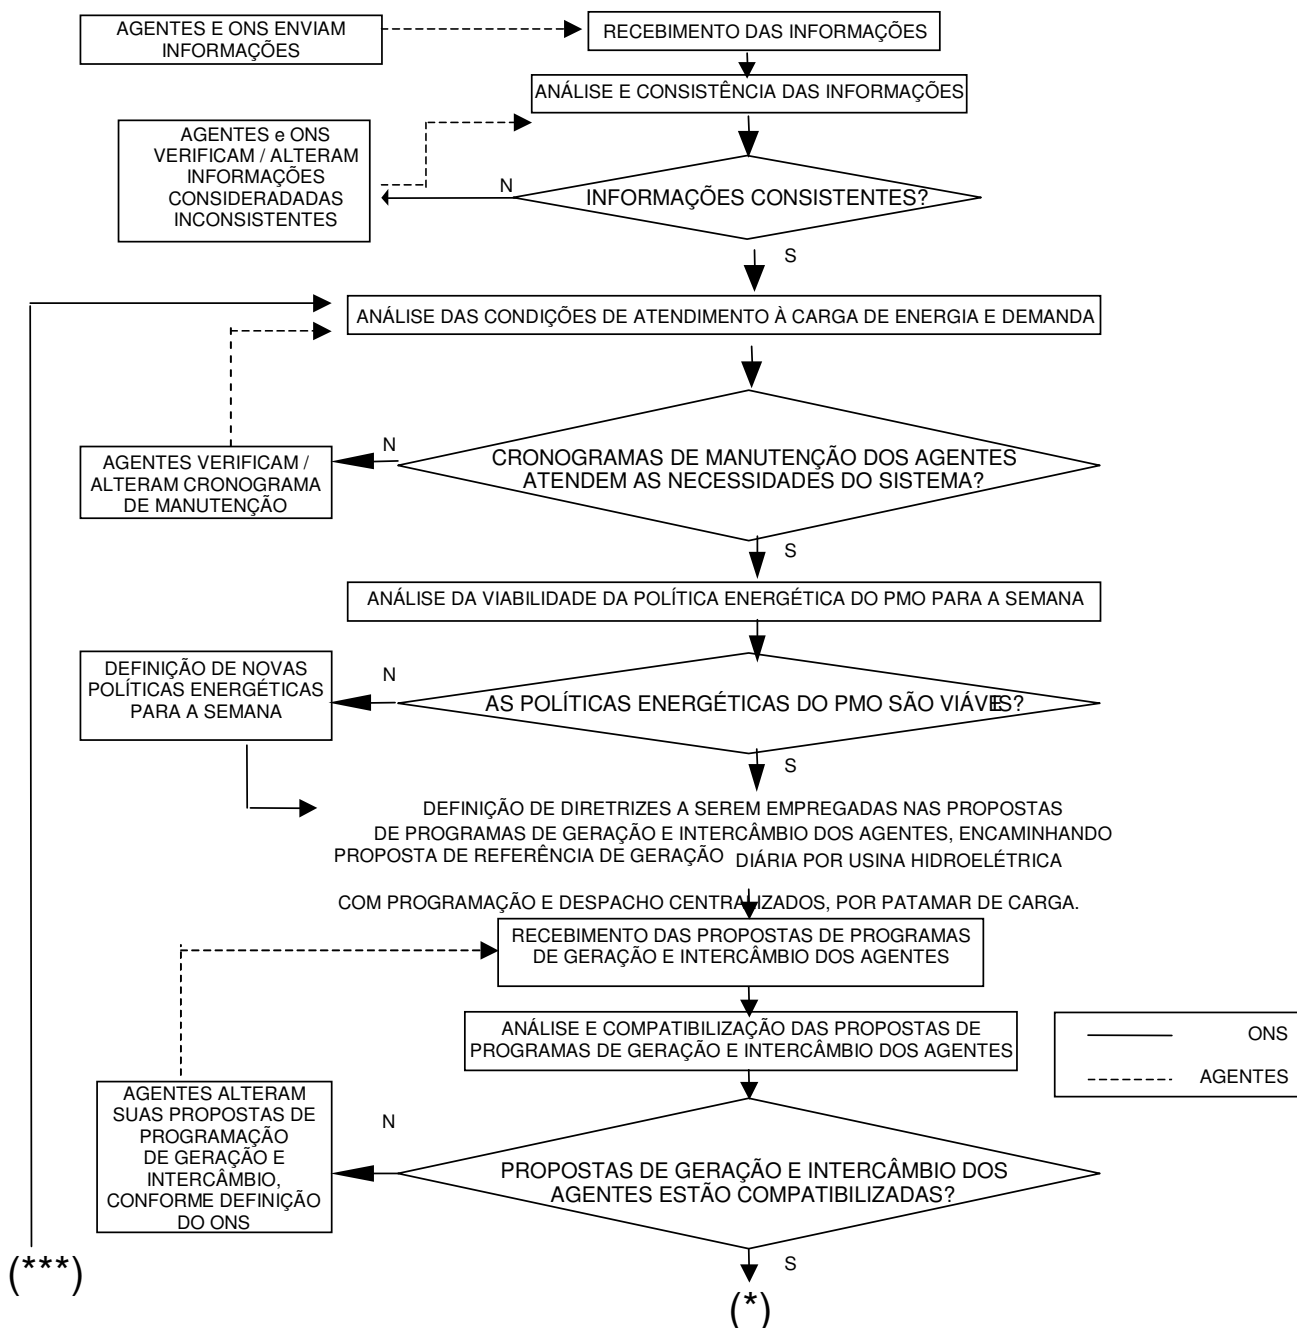 AGENTES E ONS ENVIAM
INFORMAÇÕES
RECEBIMENTO DAS INFORMAÇÕES
ANÁLISE E CONSISTÊNCIA DAS INFORMAÇÕES
AGENTES e ONS
VERIFICAM / ALTERAM
INFORMAÇÕES
CONSIDERADADAS
INCONSISTENTES
N
INFORMAÇÕES CONSISTENTES?
S
ANÁLISE DAS CONDIÇÕES DE ATENDIMENTO À CARGA DE ENERGIA E DEMANDA
N
AGENTES VERIFICAM /
ALTERAM CRONOGRAMA
DE MANUTENÇÃO
CRONOGRAMAS DE MANUTENÇÃO DOS AGENTES
ATENDEM AS NECESSIDADES DO SISTEMA?
S
ANÁLISE DA VIABILIDADE DA POLÍTICA ENERGÉTICA DO PMO PARA A SEMANA
DEFINIÇÃO DE NOVAS
POLÍTICAS ENERGÉTICAS
PARA A SEMANA
N
AS POLÍTICAS ENERGÉTICAS DO PMO SÃO VIÁVEIS?
S
DEFINIÇÃO DE DIRETRIZES A SEREM EMPREGADAS NAS PROPOSTAS
DE PROGRAMAS DE GERAÇÃO E INTERCÂMBIO DOS AGENTES, ENCAMINHANDO
PROPOSTA DE REFERÊNCIA DE GERAÇÃO DIÁRIA POR USINA HIDROELÉTRICA
COM PROGRAMAÇÃO E DESPACHO CENTRALIZADOS, POR PATAMAR DE CARGA.
RECEBIMENTO DAS PROPOSTAS DE PROGRAMAS
DE GERAÇÃO E INTERCÂMBIO DOS AGENTES
ANÁLISE E COMPATIBILIZAÇÃO DAS PROPOSTAS DE
PROGRAMAS DE GERAÇÃO E INTERCÂMBIO DOS AGENTES
ONS
AGENTES
AGENTES ALTERAM
SUAS PROPOSTAS DE
PROGRAMAÇÃO
DE GERAÇÃO E
INTERCÂMBIO,
CONFORME DEFINIÇÃO
DO ONS
N
PROPOSTAS DE GERAÇÃO E INTERCÂMBIO DOS
AGENTES ESTÃO COMPATIBILIZADAS?
S
(***)
(*)